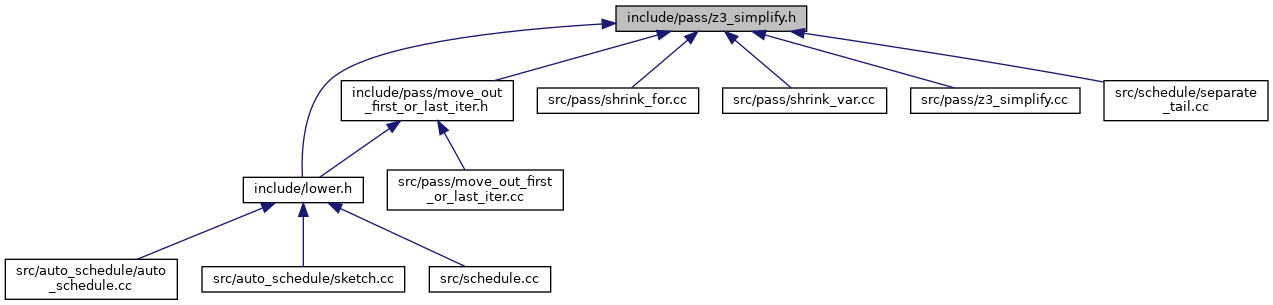 include/pass/z3_simplify.h
include/pass/move_out
_first_or_last_iter.h
src/pass/shrink_for.cc
src/pass/shrink_var.cc
src/pass/z3_simplify.cc
src/schedule/separate
_tail.cc
include/lower.h
src/pass/move_out_first
_or_last_iter.cc
src/auto_schedule/auto
_schedule.cc
src/auto_schedule/sketch.cc
src/schedule.cc